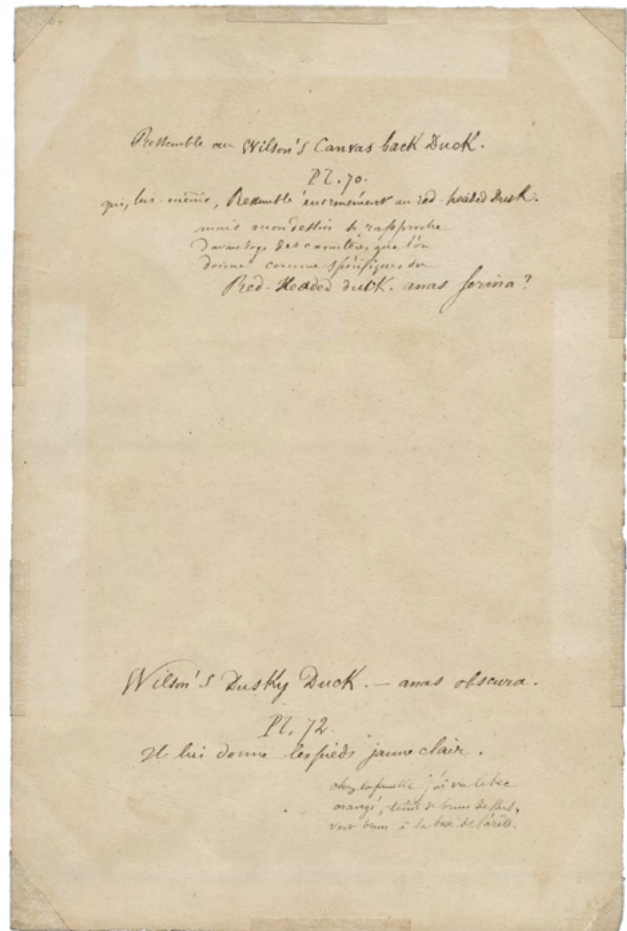 Ressemble au Wilson's Canvas back Duck.
Pl. 70.
qui, lui-même, Ressemble énormément au red-headed Duck.
mais mon dessin se rapproche
Davantage des caractères que l'on
donne comme spécifiques du
Red-Headed duck. anas ferina?
Wilson's Dusky Duck. — anas obscura.
Pl. 72
Il lui donne les pieds jaune clair.
chez la femelle j'ai vu le bec
orangé, teinté de brun dessus,
vert brun à la base de l'arête.